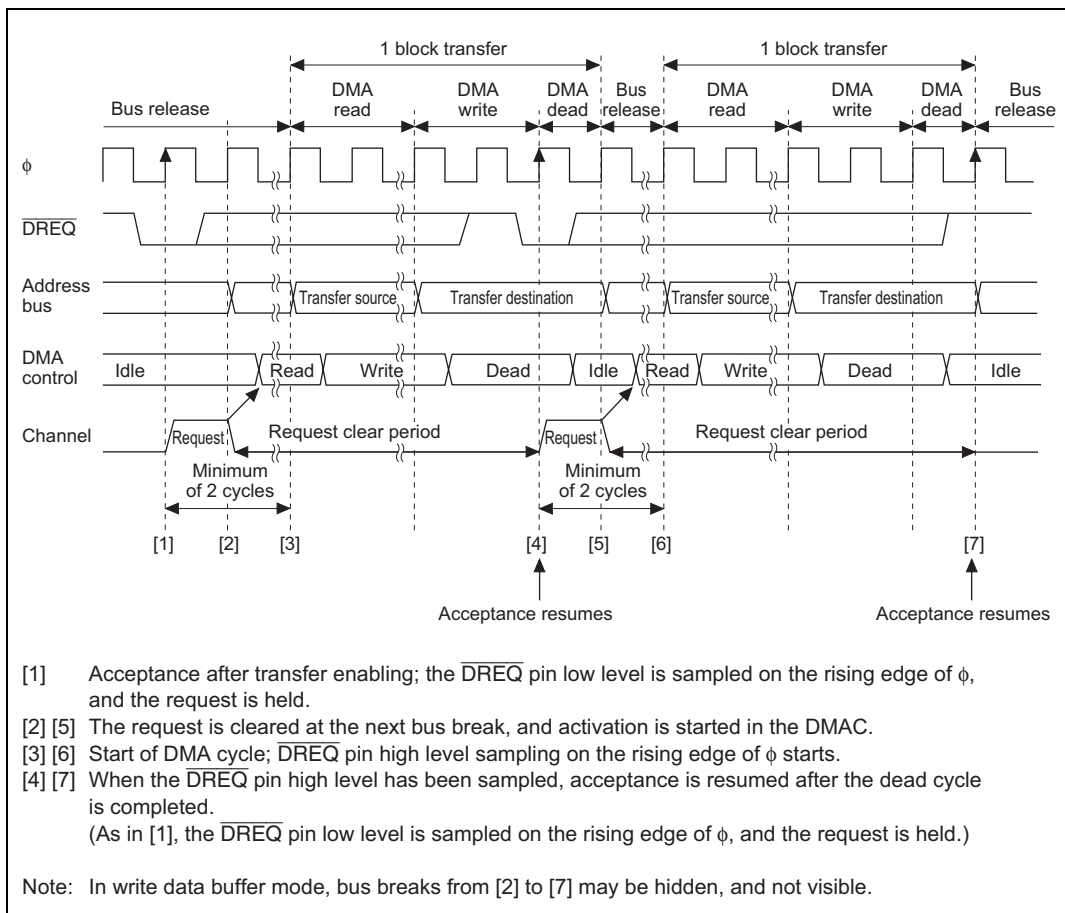 1 block transfer 1 block transfer
Bus release DMA read DMA write DMA dead Bus release DMA read DMA write DMA dead Bus release
ϕ
DREQ
Address bus Transfer source Transfer destination Transfer source Transfer destination
DMA control Idle Read Write Dead Idle Read Write Dead Idle
Channel Request Request clear period Request Request clear period
Minimum of 2 cycles Minimum of 2 cycles
[1] [2] [3] [4] [5] [6] [7]
Acceptance resumes Acceptance resumes
[1] Acceptance after transfer enabling; the DREQ pin low level is sampled on the rising edge of ϕ,
and the request is held.
[2] [5] The request is cleared at the next bus break, and activation is started in the DMAC.
[3] [6] Start of DMA cycle; DREQ pin high level sampling on the rising edge of ϕ starts.
[4] [7] When the DREQ pin high level has been sampled, acceptance is resumed after the dead cycle
is completed.
(As in [1], the DREQ pin low level is sampled on the rising edge of ϕ, and the request is held.)
Note: In write data buffer mode, bus breaks from [2] to [7] may be hidden, and not visible.